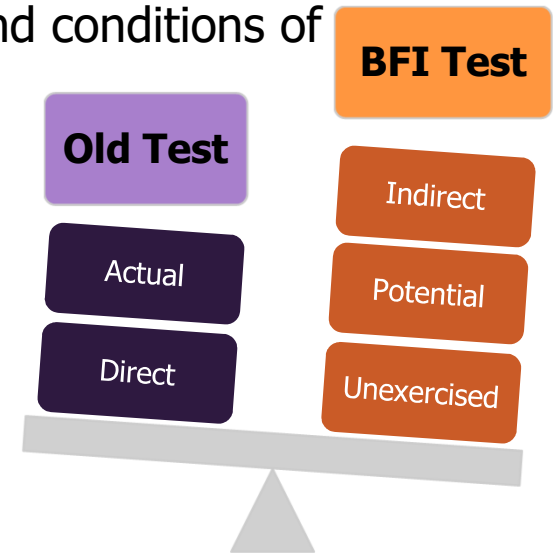 nd conditions of
BFI Test
Old Test
Indirect
Actual
Potential
Direct
Unexercised